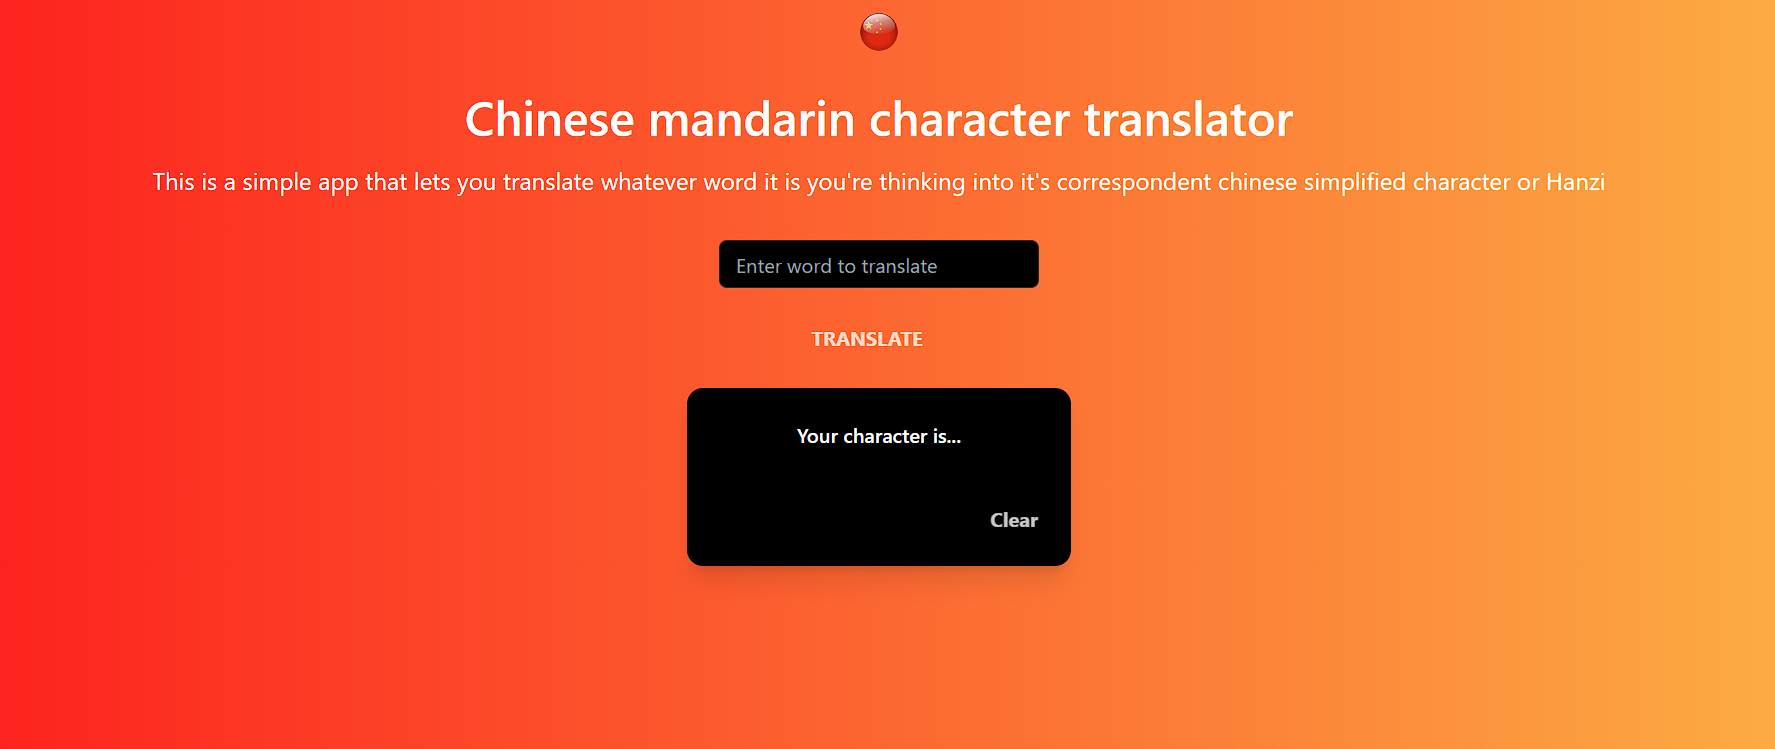 Chinese mandarin character translator
This is a simple app that lets you translate whatever word it is you're thinking into it's correspondent chinese simplified character or Hanzi
Enter word to translate
TRANSLATE
Your character is...
Clear